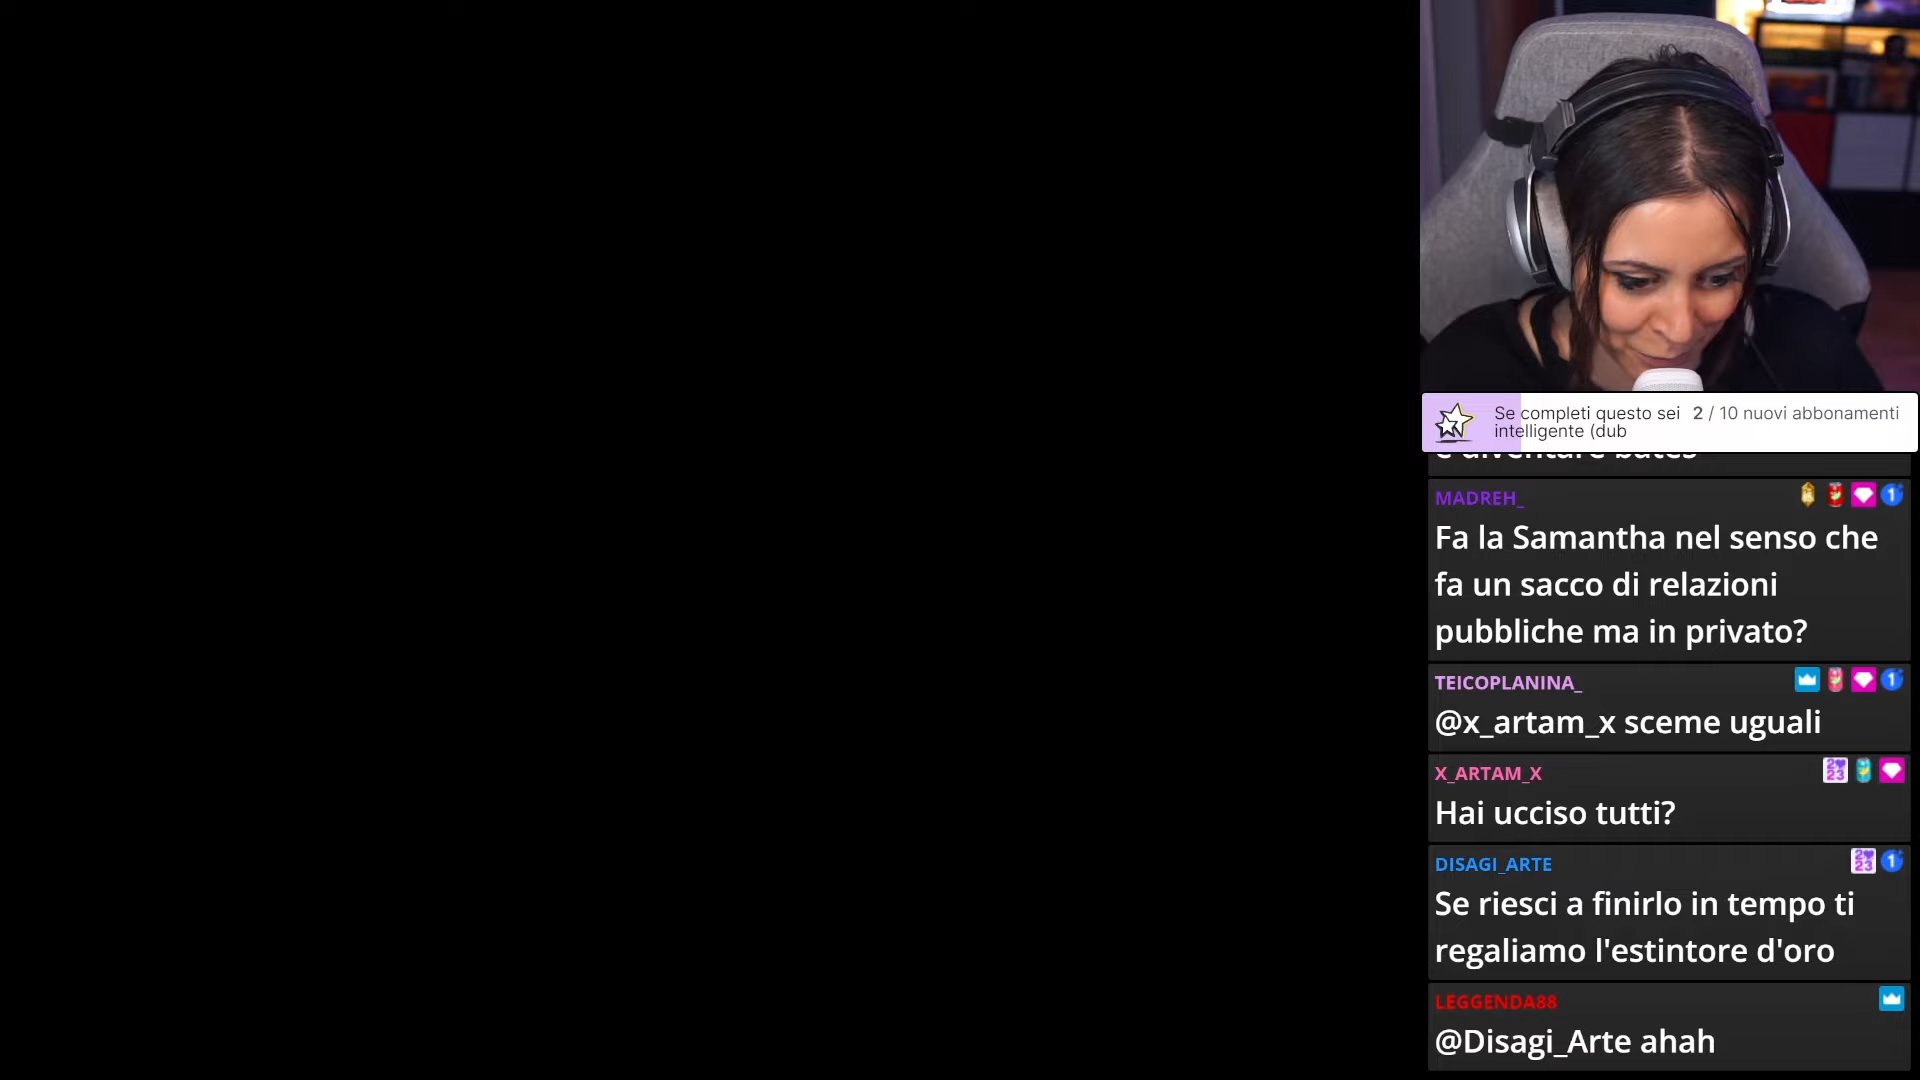 Se completi questo sei 2 / 10 nuovi abbonamenti
intelligente (dub
e diventare bates
MADREH_
Fa la Samantha nel senso che
fa un sacco di relazioni
pubbliche ma in privato?
TEICOPLANINA_
@x_artam_x sceme uguali
X_ARTAM_X
Hai ucciso tutti?
DISAGI_ARTE
Se riesci a finirlo in tempo ti
regaliamo l'estintore d'oro
LEGGENDA88
@Disagi_Arte ahah